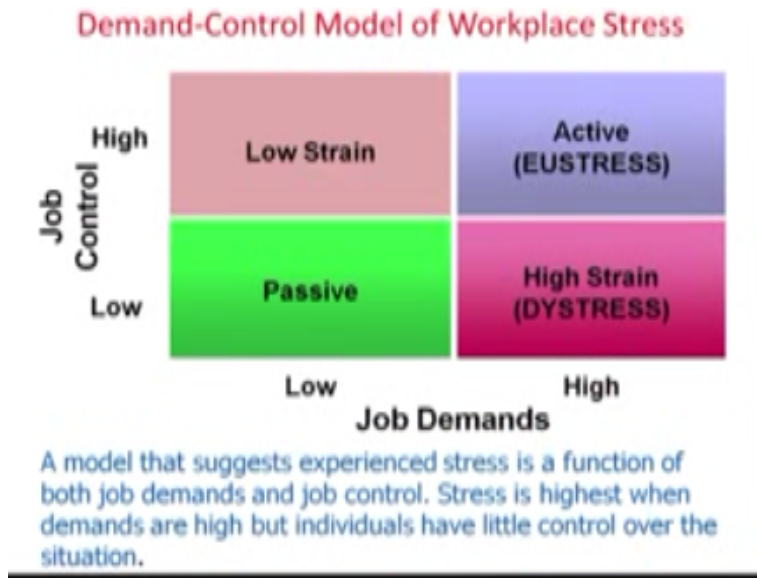 Demand-Control Model of Workplace Stress
High
Low Strain
Active
(EUSTRESS)
Job
Control
Low
Passive
High Strain
(DYSTRESS)
Low
High
Job Demands
A model that suggests experienced stress is a function of
both job demands and job control. Stress is highest when
demands are high but individuals have little control over the
situation.